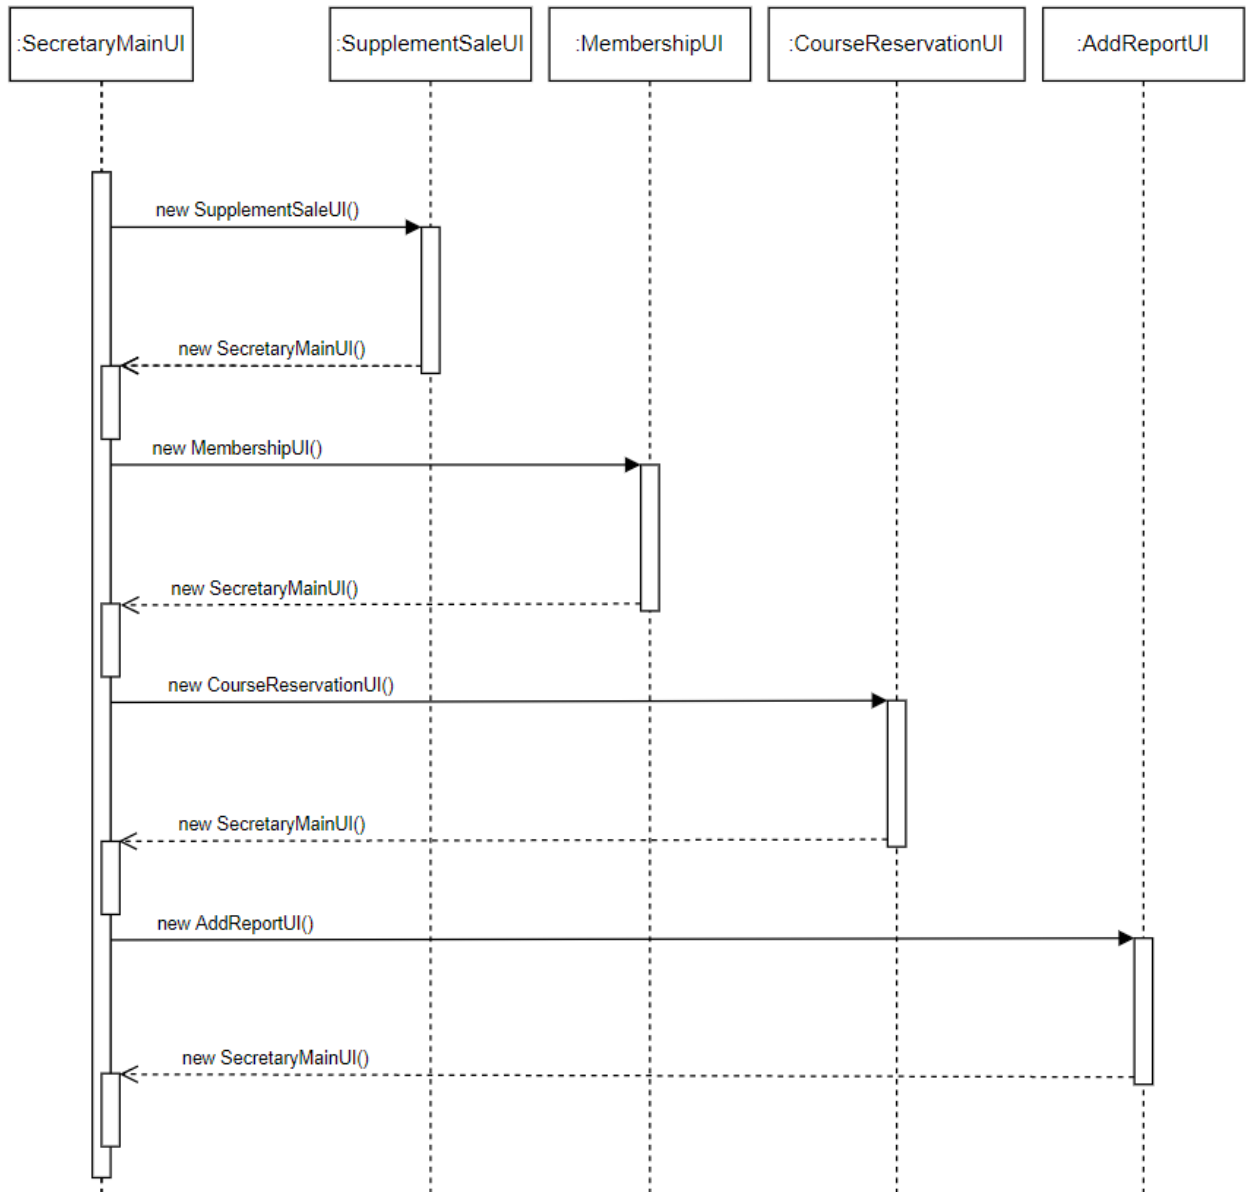 :SecretaryMainUI
:SupplementSaleUI
:MembershipUI
:CourseReservationUI
:AddReportUI
new SupplementSaleUI()
new SecretaryMainUI()
new MembershipUI()
new SecretaryMainUI()
new CourseReservationUI()
new SecretaryMainUI()
new AddReportUI()
new SecretaryMainUI()